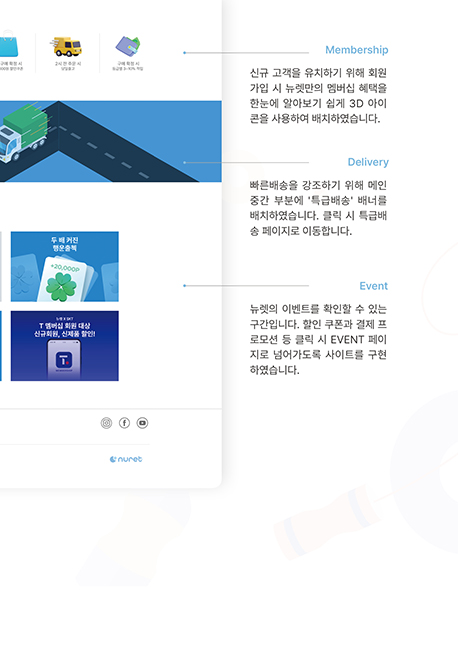 구매 확정 시
2시 전 주문 시
당일출고
구매 확정 시
Membership
신규 고객을 유치하기 위해 회원
가입 시 뉴렛만의 멤버십 혜택을
한눈에 알아보기 쉽게 3D 아이
콘을 사용하여 배치하였습니다.
Delivery
빠른배송을 강조하기 위해 메인
중간 부분에 '특급배송' 배너를
배치하였습니다. 클릭 시 특급배
송 페이지로 이동합니다.
두 배 커진
행운출첵
+20,000P
Event
뉴렛의 이벤트를 확인할 수 있는
구간입니다. 할인 쿠폰과 결제 프
로모션 등 클릭 시 EVENT 페이
지로 넘어가도록 사이트를 구현
하였습니다.
뉴렛 X SKT
T 멤버십 회원 대상
신규회원, 신제품 할인!
T
nuret